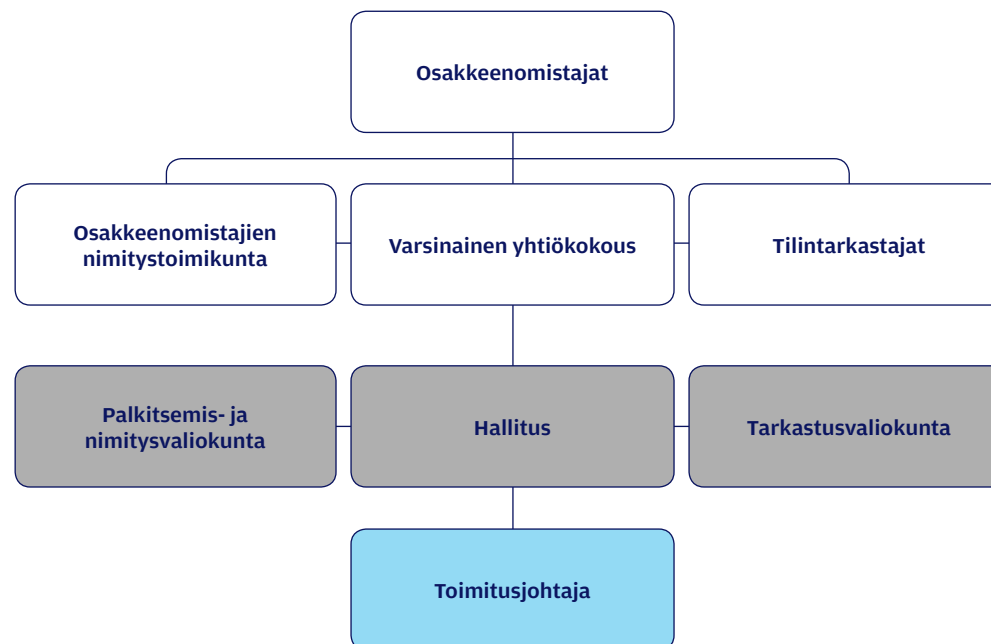 Osakkeenomistajat
Osakkeenomistajien
nimitystoimikunta
Varsinainen yhtiökokous
Tilintarkastajat
Palkitsemis- ja
nimitysvaliokunta
Hallitus
Tarkastusvaliokunta
Toimitusjohtaja